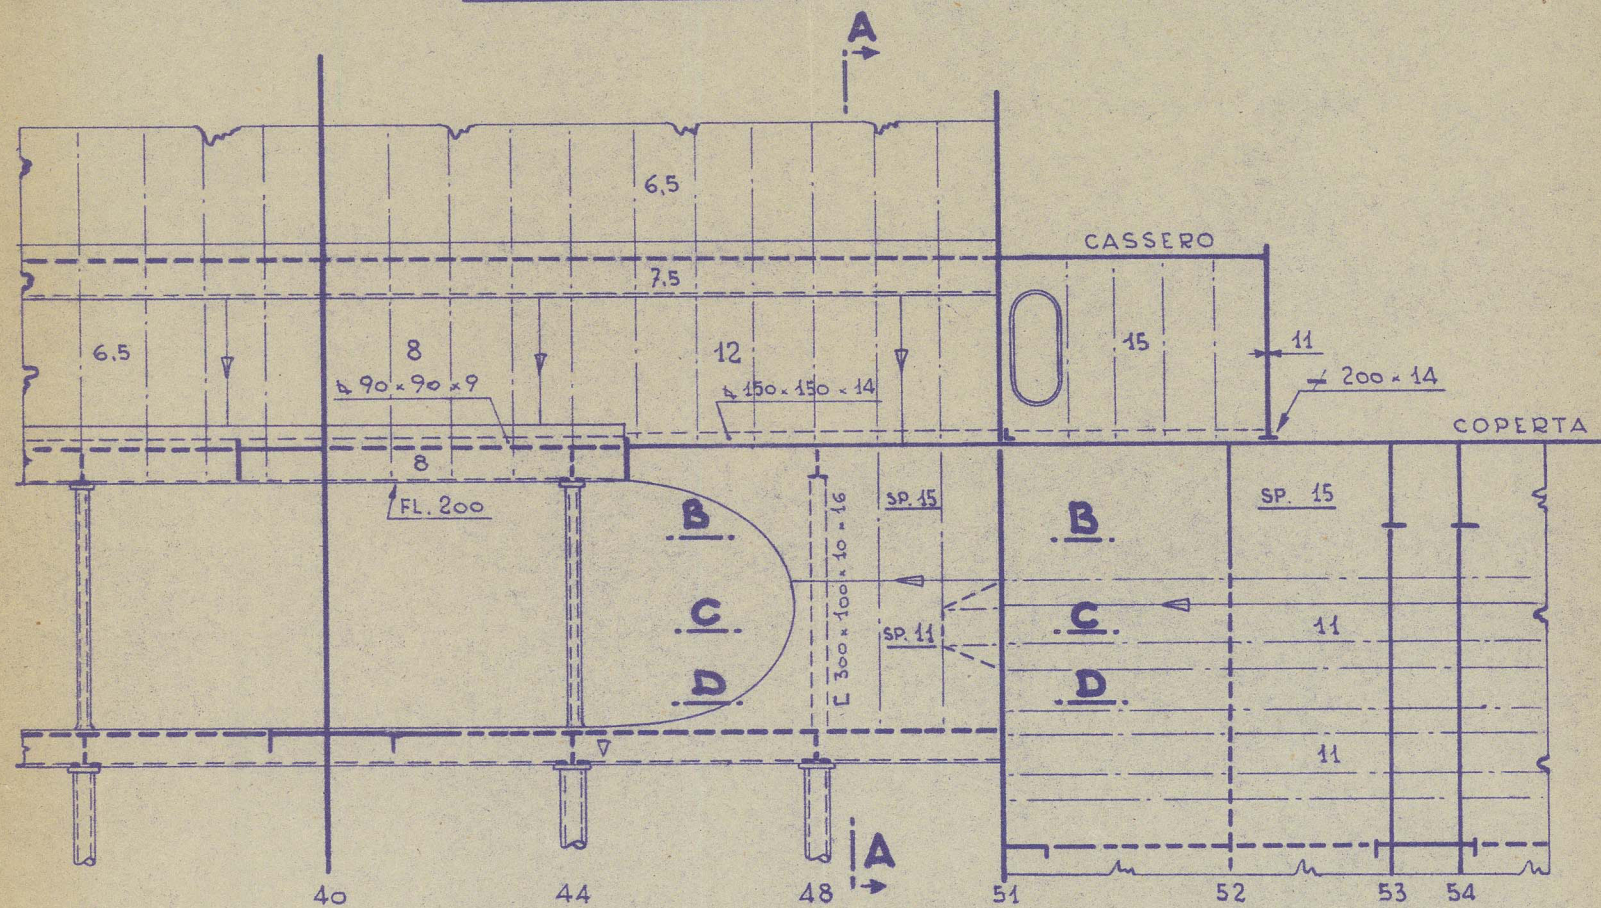 A
6,5
CASSERO
7,5
6,5
8
12
15
11
90 × 90 × 9
150 × 150 × 14
200 × 14
COPERTA
8
FL. 200
B
SP. 15
B
SP. 15
[ 300 × 100 × 10 × 16
C
SP. 11
C
11
D
D
11
A
40
44
48
51
52
53
54